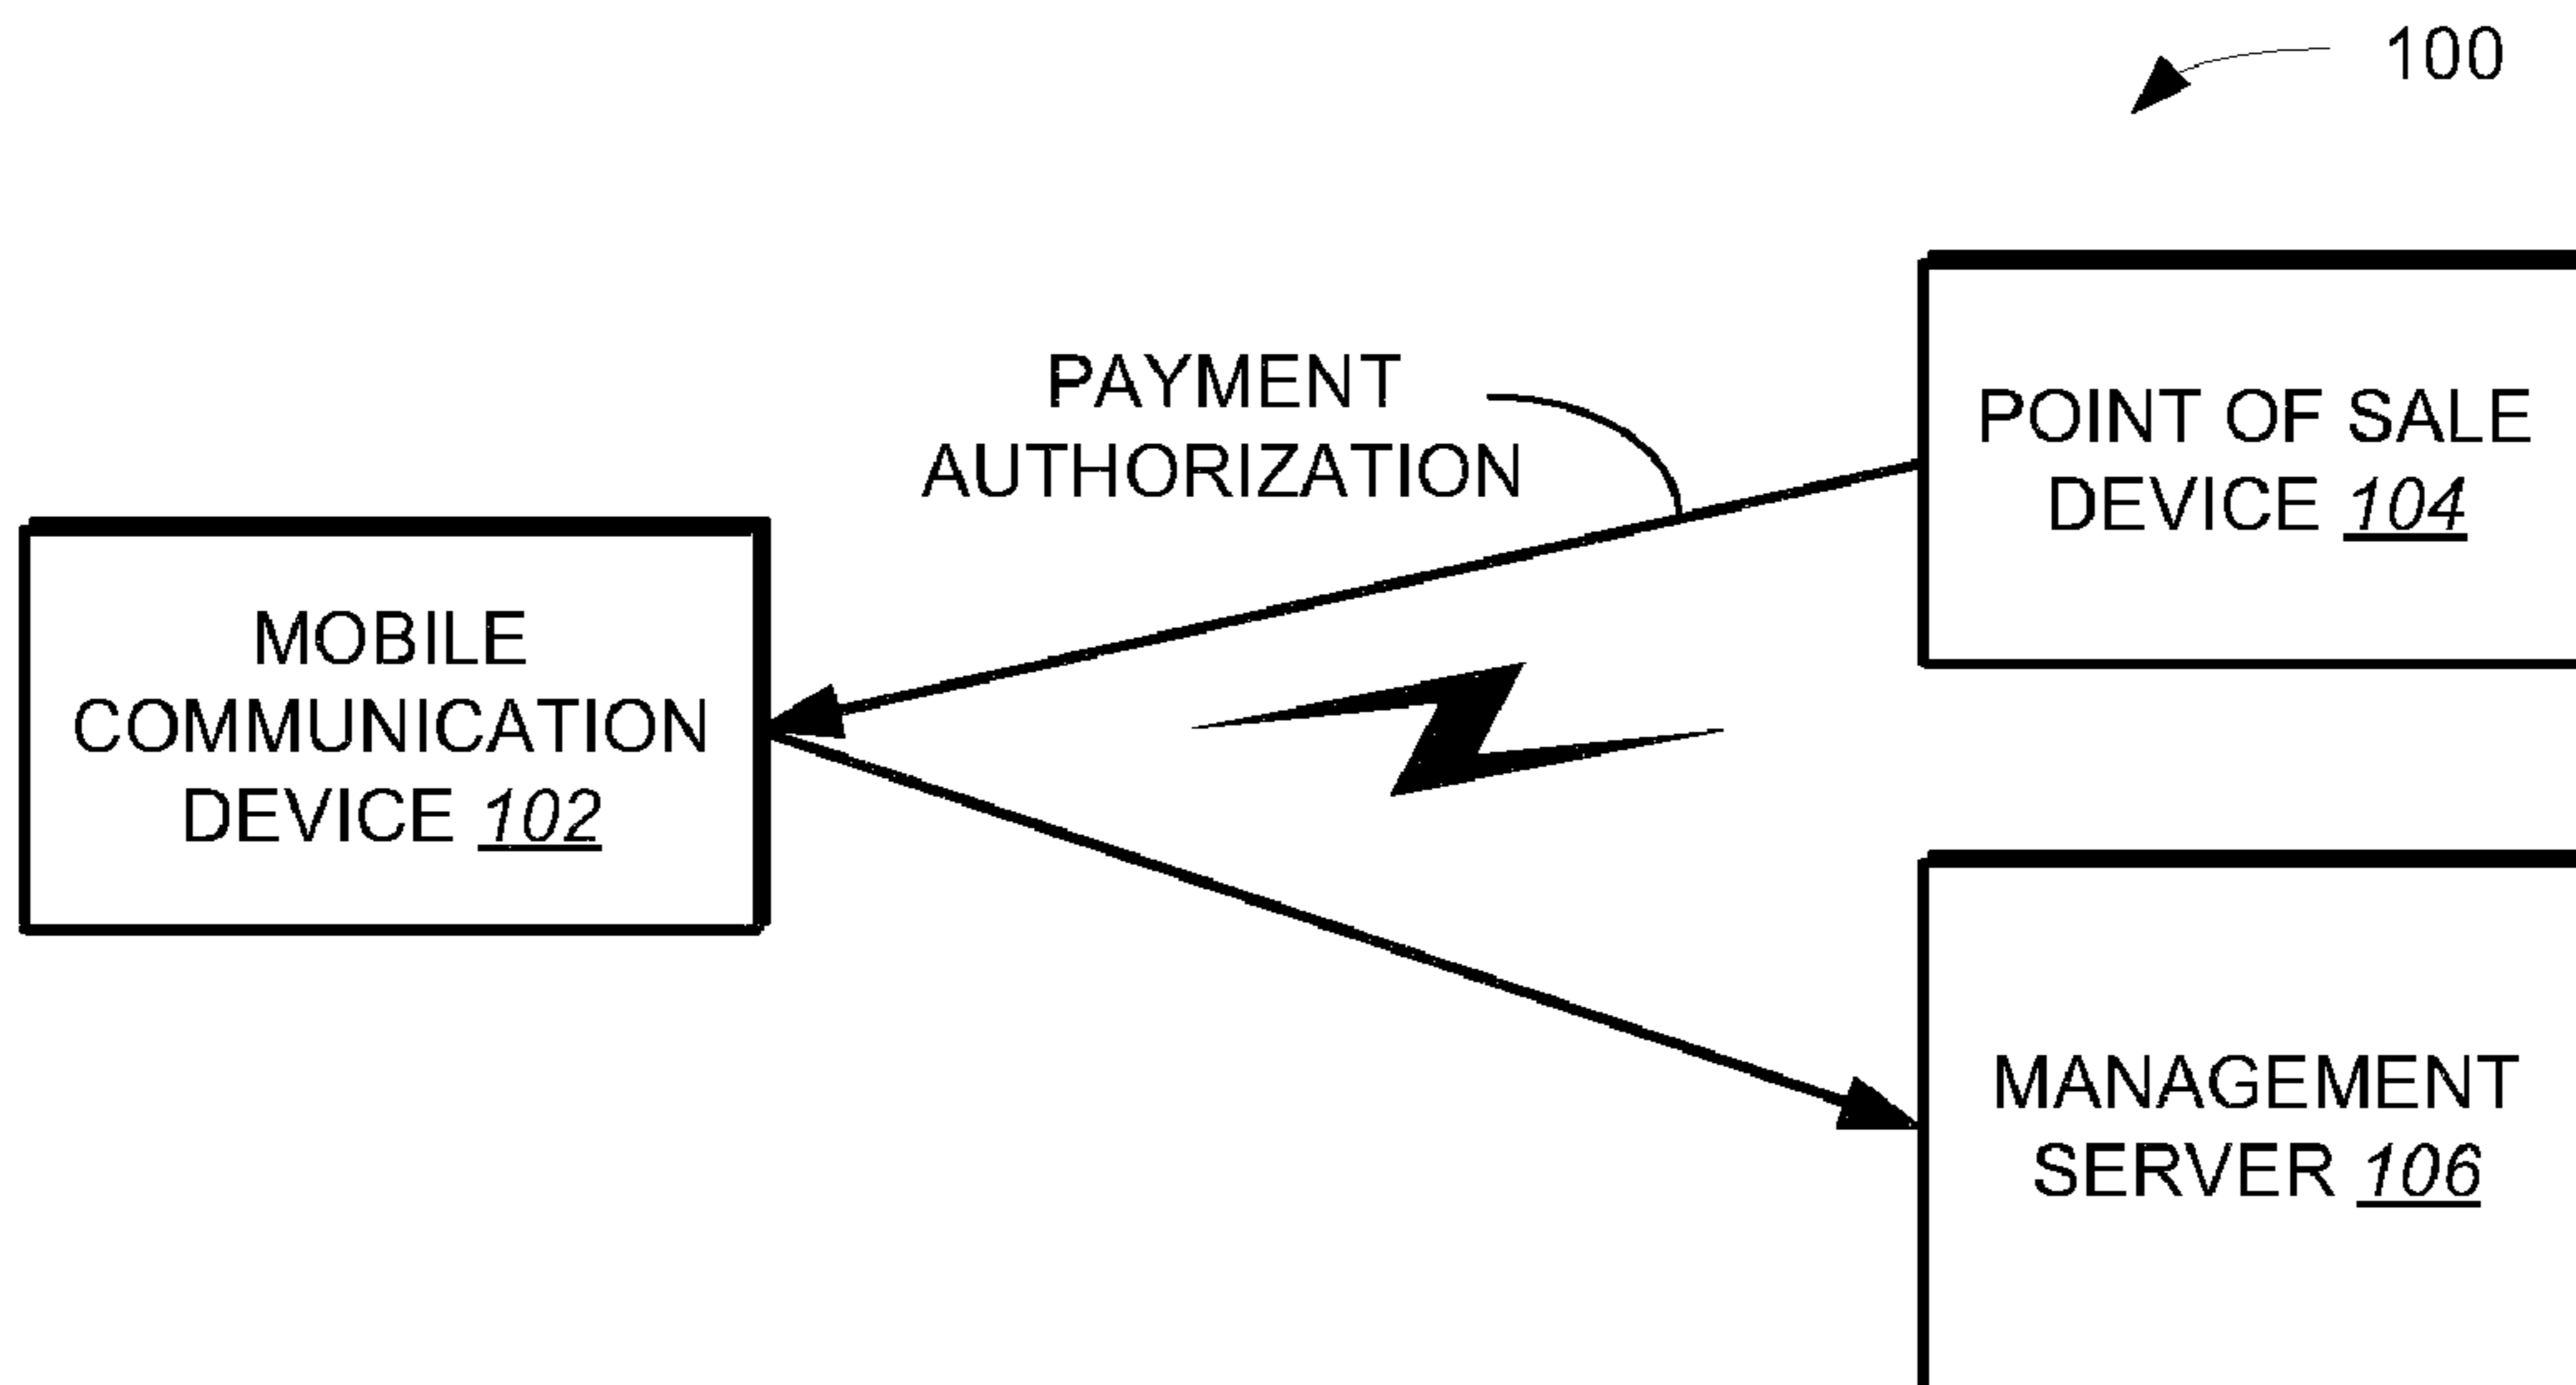 100
PAYMENT
AUTHORIZATION
POINT OF SALE
DEVICE 104
MOBILE
COMMUNICATION
DEVICE 102
MANAGEMENT
SERVER 106